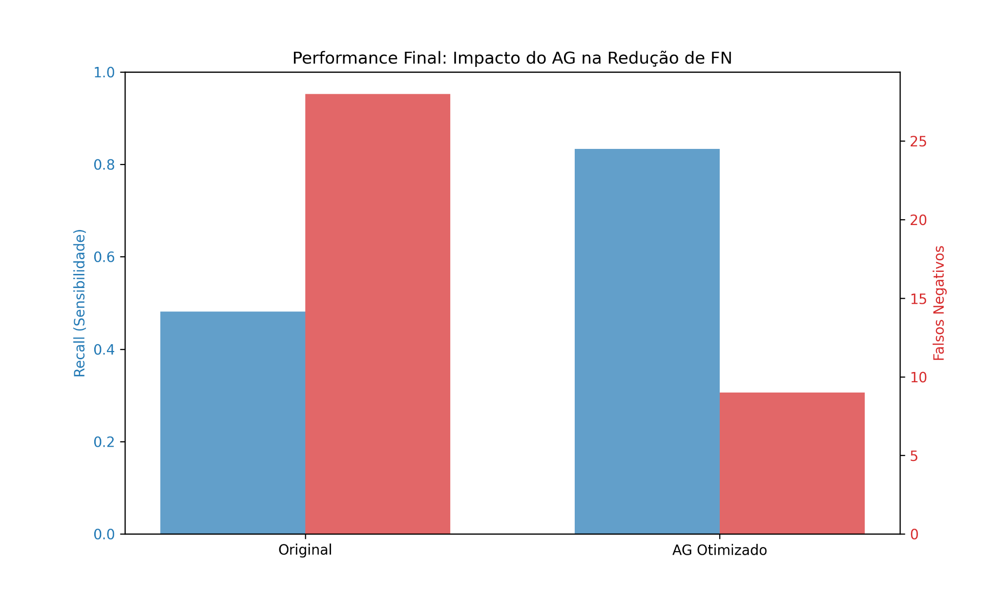 Performance Final: Impacto do AG na Redução de FN
1.0
0.8
0.6
0.4
0.2
0.0
Recall (Sensibilidade)
25
20
15
10
5
0
Falsos Negativos
Original
AG Otimizado